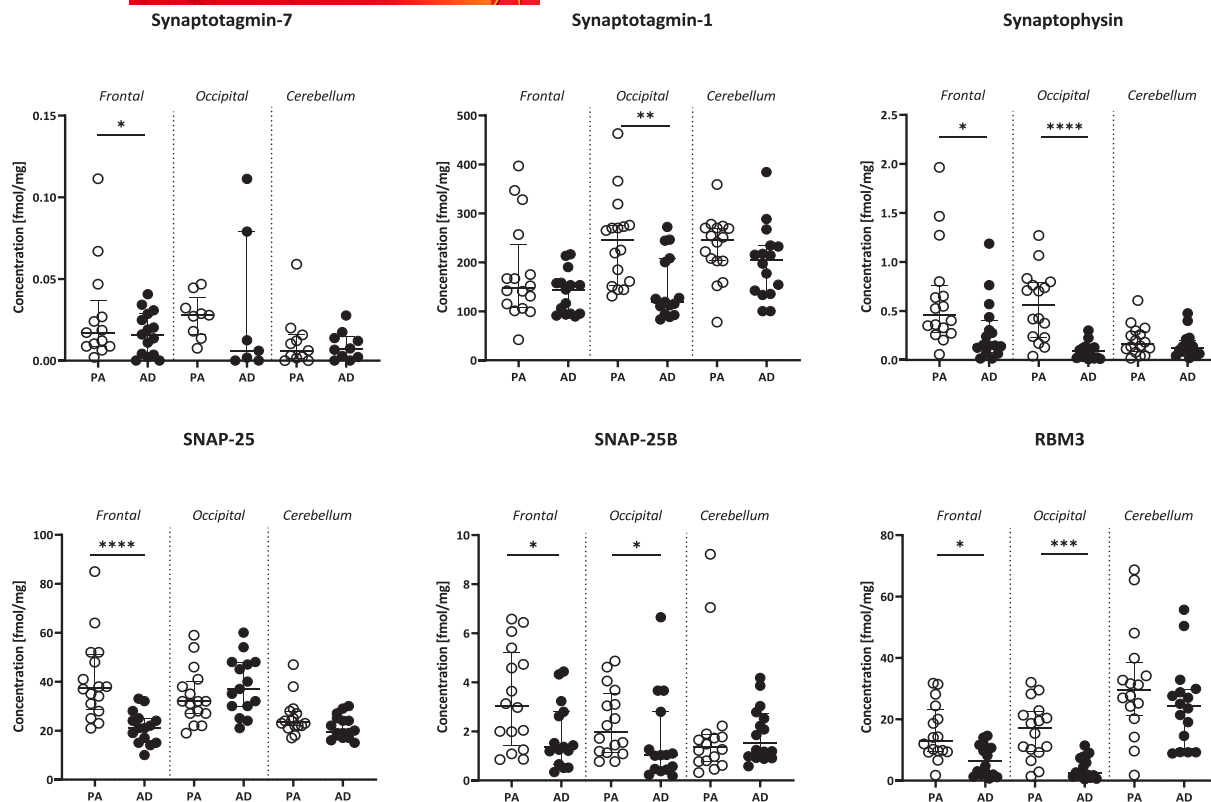 Synaptotagmin-7 Synaptotagmin-1 Synaptophysin
Frontal Occipital Cerebellum Frontal Occipital Cerebellum Frontal Occipital Cerebellum
Concentration [fmol/mg]
0.15
0.10
0.05
0.00
*
PA AD PA AD PA AD
Concentration [fmol/mg]
500
400
300
200
100
0
**
PA AD PA AD PA AD
Concentration [fmol/mg]
2.5
2.0
1.5
1.0
0.5
0.0
* ****
PA AD PA AD PA AD
SNAP-25 SNAP-25B RBM3
Frontal Occipital Cerebellum Frontal Occipital Cerebellum Frontal Occipital Cerebellum
Concentration [fmol/mg]
100
80
60
40
20
0
****
PA AD PA AD PA AD
Concentration [fmol/mg]
10
8
6
4
2
0
* *
PA AD PA AD PA AD
Concentration [fmol/mg]
80
60
40
20
0
* ***
PA AD PA AD PA AD